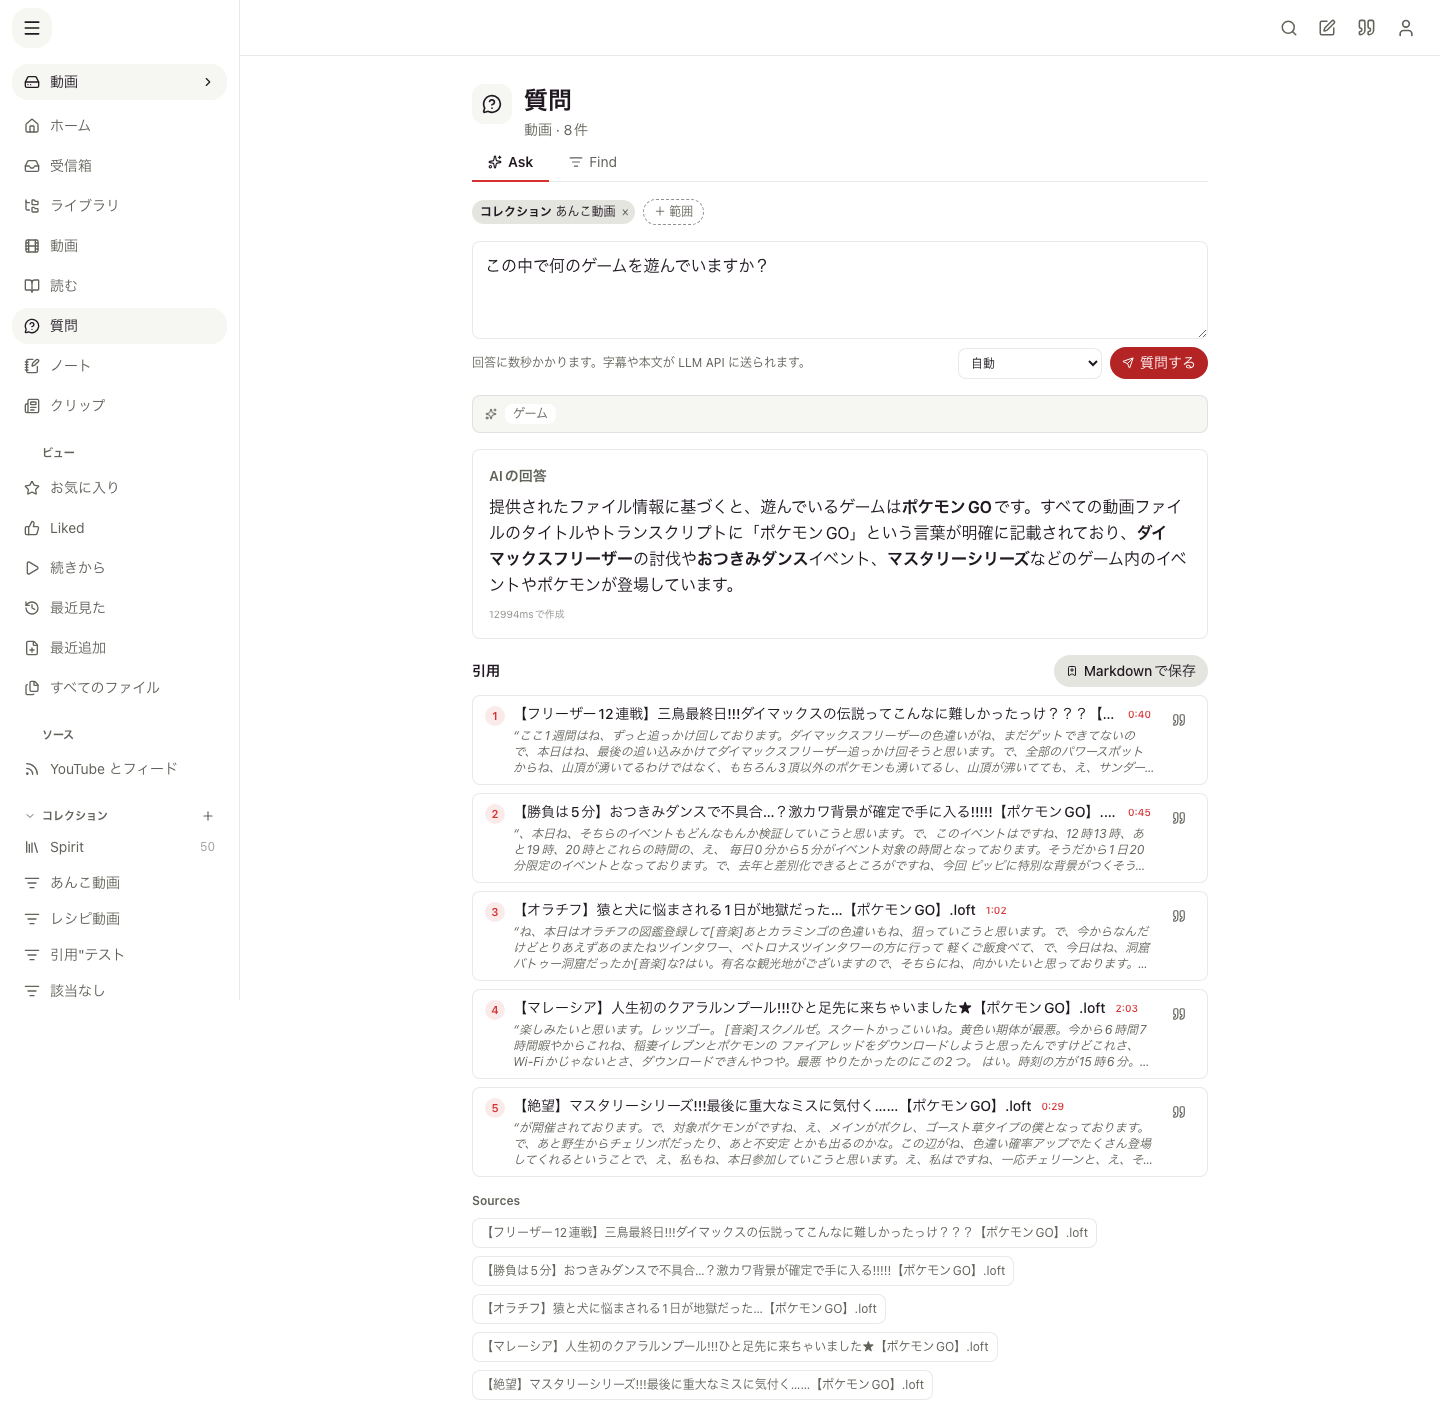 動画
ホーム
受信箱
ライブラリ
動画
読む
質問
ノート
クリップ
ビュー
お気に入り
Liked
続きから
最近見た
最近追加
すべてのファイル
ソース
YouTube とフィード
コレクション
Spirit 50
あんこ動画
レシピ動画
引用"テスト
該当なし
質問
動画 · 8件
Ask Find
コレクション あんこ動画 × + 範囲
この中で何のゲームを遊んでいますか？
回答に数秒かかります。字幕や本文が LLM API に送られます。 自動 質問する
ゲーム
AIの回答
提供されたファイル情報に基づくと、遊んでいるゲームはポケモンGOです。すべての動画ファイ
ルのタイトルやトランスクリプトに「ポケモンGO」という言葉が明確に記載されており、ダイ
マックスフリーザーの討伐やおつきみダンスイベント、マスタリーシリーズなどのゲーム内のイベ
ントやポケモンが登場しています。
12994msで作成
引用 Markdownで保存
1 【フリーザー12連戦】三鳥最終日!!!ダイマックスの伝説ってこんなに難しかったっけ？？？【... 0:40
“ここ1週間はね、ずっと追っかけ回しております。ダイマックスフリーザーの色違いがね、まだゲットできてないの
で、本日はね、最後の追い込みかけてダイマックスフリーザー追っかけ回そうと思います。で、全部のパワースポット
からね、山頂が湧いてるわけではなく、もちろん3頂以外のポケモンも湧いてるし、山頂が沸いてても、え、サンダー...
2 【勝負は5分】おつきみダンスで不具合...？激カワ背景が確定で手に入る!!!!!【ポケモンGO】.... 0:45
“、本日ね、そちらのイベントもどんなもんか検証していこうと思います。で、このイベントはですね、12時13時、あ
と19時、20時とこれらの時間の、え、 毎日0分から5分がイベント対象の時間となっております。そうだから1日20
分限定のイベントとなっております。で、去年と差別化できるところがですね、今回 ピッピに特別な背景がつくそう...
3 【オラチフ】猿と犬に悩まされる1日が地獄だった...【ポケモンGO】.loft 1:02
“ね、本日はオラチフの図鑑登録して[音楽]あとカラミンゴの色違いもね、狙っていこうと思います。で、今からなんだ
けどとりあえずあのまたねツインタワー、ペトロナスツインタワーの方に行って 軽くご飯食べて、で、今日はね、洞窟
バトゥー洞窟だったか[音楽]な?はい。有名な観光地がございますので、そちらにね、向かいたいと思っております。...
4 【マレーシア】人生初のクアラルンプール!!!ひと足先に来ちゃいました★【ポケモンGO】.loft 2:03
“楽しみたいと思います。レッツゴー。 [音楽]スクノルゼ。スクートかっこいいね。黄色い期体が最悪。今から6時間7
時間暇やからこれね、稲妻イレブンとポケモンの ファイアレッドをダウンロードしようと思ったんですけどこれさ、
Wi-Fiかじゃないとさ、ダウンロードできんやつや。最悪 やりたかったのにこの2つ。 はい。時刻の方が15時6分。...
5 【絶望】マスタリーシリーズ!!!最後に重大なミスに気付く......【ポケモンGO】.loft 0:29
“が開催されております。で、対象ポケモンがですね、え、メインがボクレ、ゴースト草タイプの僕となっております。
で、あと野生からチェリンボだったり、あと不安定 とかも出るのかな。この辺がね、色違い確率アップでたくさん登場
してくれるということで、え、私もね、本日参加していこうと思います。え、私はですね、一応チェリーンと、え、そ...
Sources
【フリーザー12連戦】三鳥最終日!!!ダイマックスの伝説ってこんなに難しかったっけ？？？【ポケモンGO】.loft
【勝負は5分】おつきみダンスで不具合...？激カワ背景が確定で手に入る!!!!!【ポケモンGO】.loft
【オラチフ】猿と犬に悩まされる1日が地獄だった...【ポケモンGO】.loft
【マレーシア】人生初のクアラルンプール!!!ひと足先に来ちゃいました★【ポケモンGO】.loft
【絶望】マスタリーシリーズ!!!最後に重大なミスに気付く......【ポケモンGO】.loft